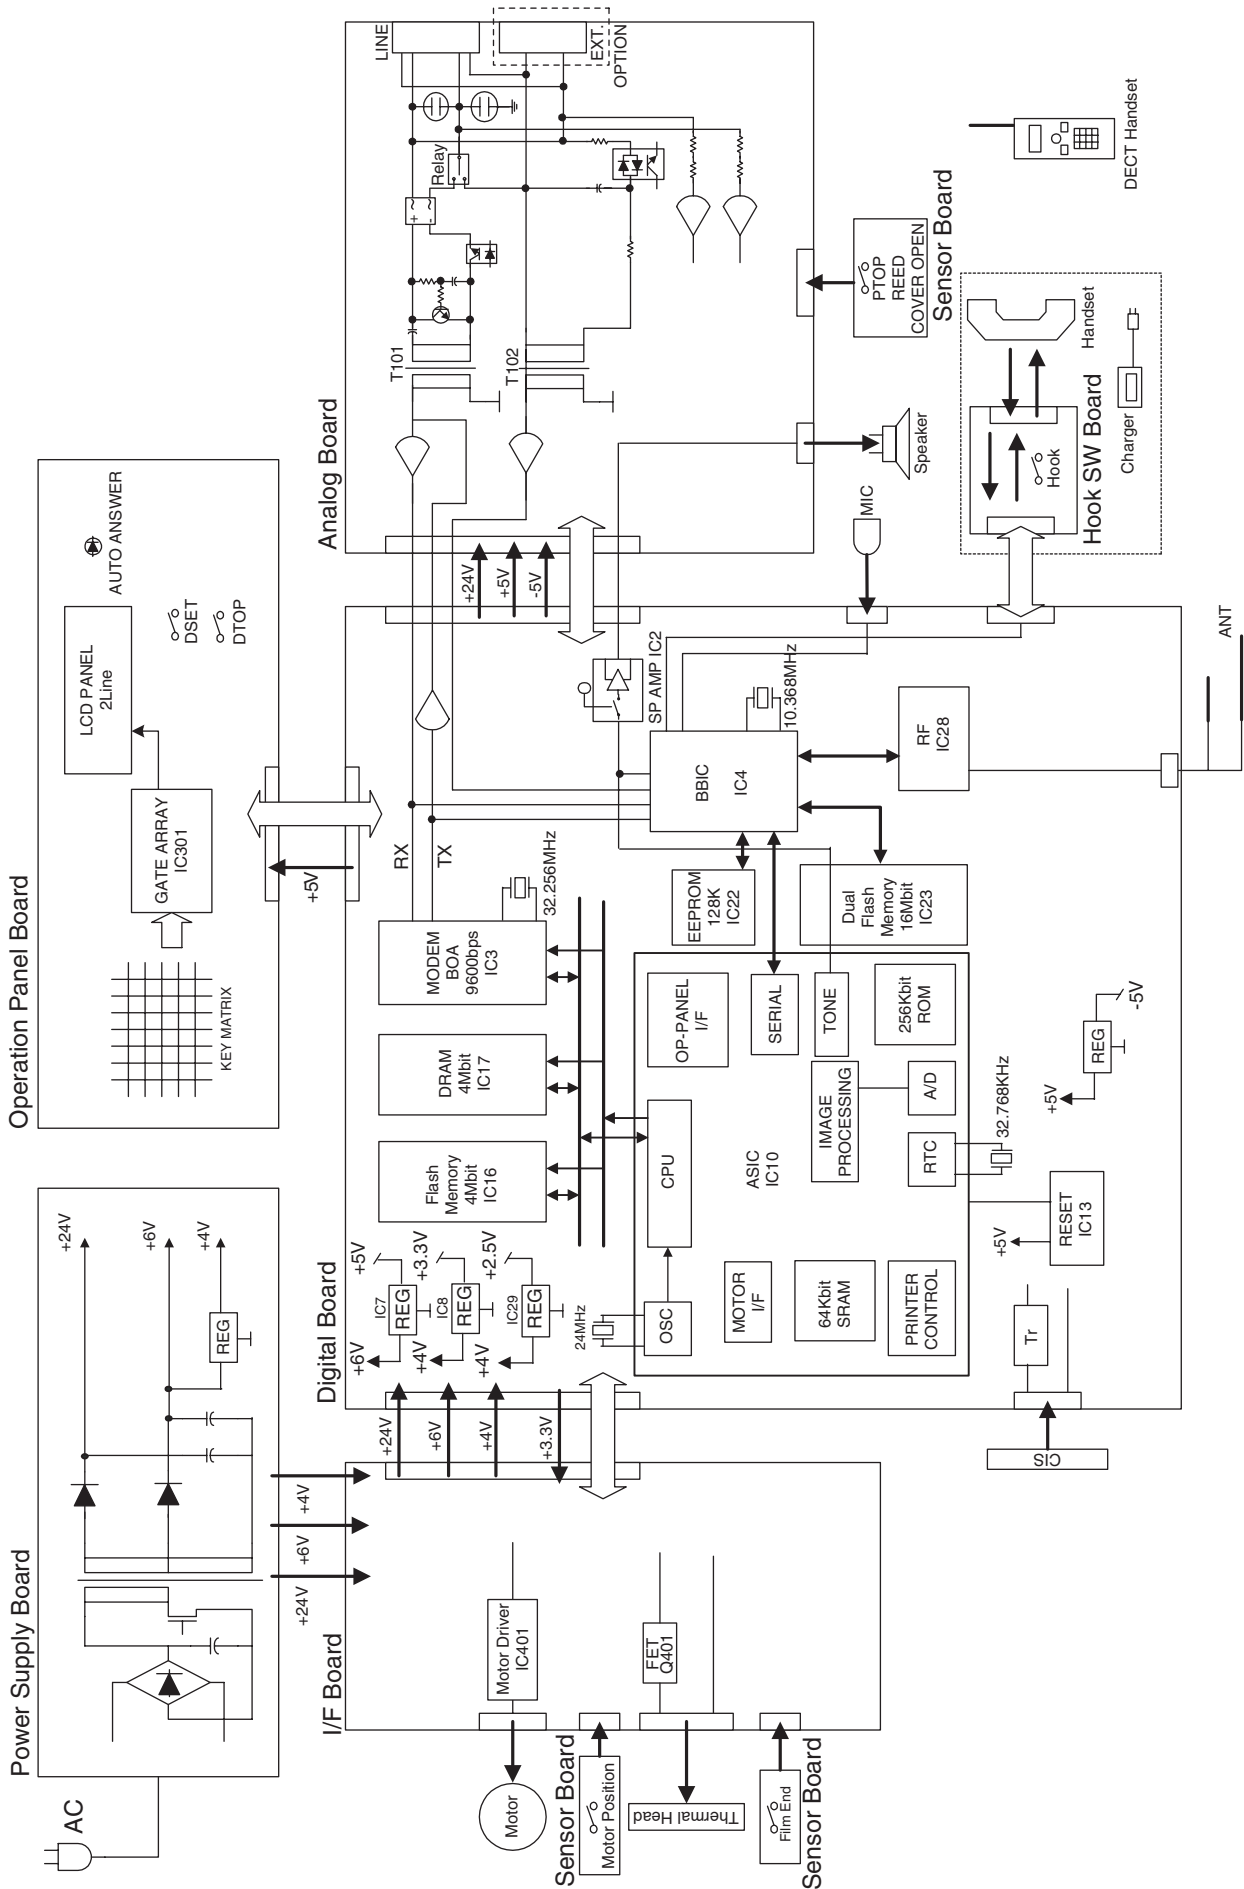 Power Supply Board
AC
+24V
+6V
+4V
REG
+24V
+6V
+4V
Operation Panel Board
KEY MATRIX
GATE ARRAY
IC301
LCD PANEL
2Line
AUTO ANSWER
DSET
DTOP
+5V
I/F Board
Motor Driver
IC401
FET
Q401
Motor
Sensor Board
Motor Position
Thermal Head
Sensor Board
Film End
+24V
+6V
+4V
+3.3V
Digital Board
+6V
IC7
REG
+5V
+4V
IC8
REG
+3.3V
+4V
IC29
REG
+2.5V
Flash
Memory
4Mbit
IC16
DRAM
4Mbit
IC17
MODEM
BOA
9600bps
IC3
32.256MHz
RX
TX
24MHz
OSC
CPU
OP-PANEL
I/F
MOTOR
I/F
ASIC
IC10
SERIAL
64Kbit
SRAM
IMAGE
PROCESSING
TONE
PRINTER
CONTROL
RTC
A/D
256Kbit
ROM
32.768KHz
EEPROM
128K
IC22
Dual
Flash
Memory
16Mbit
IC23
BBIC
IC4
10.368MHz
SP AMP IC2
RF
IC28
ANT
CIS
Tr
+5V
RESET
IC13
+5V
REG
-5V
Analog Board
+24V
+5V
-5V
T101
T102
Relay
LINE
EXT.
OPTION
MIC
Speaker
PTOP
REED
COVER OPEN
Sensor Board
Hook SW Board
Hook
Handset
Charger
DECT Handset